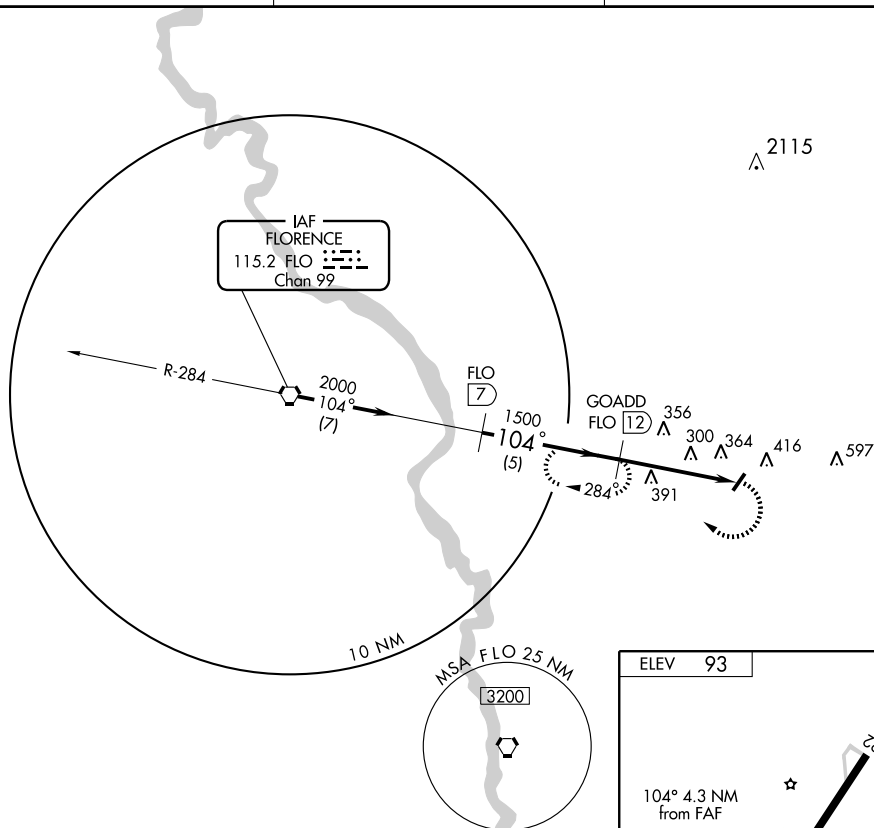 2115
IAF
FLORENCE
115.2 FLO
Chan 99
R-284
2000
104°
(7)
FLO
7
1500
104°
(5)
GOADD
FLO 12
356
300
364
416
597
391
284°
10 NM
MSA FLO 25 NM
3200
ELEV 93
104° 4.3 NM
from FAF